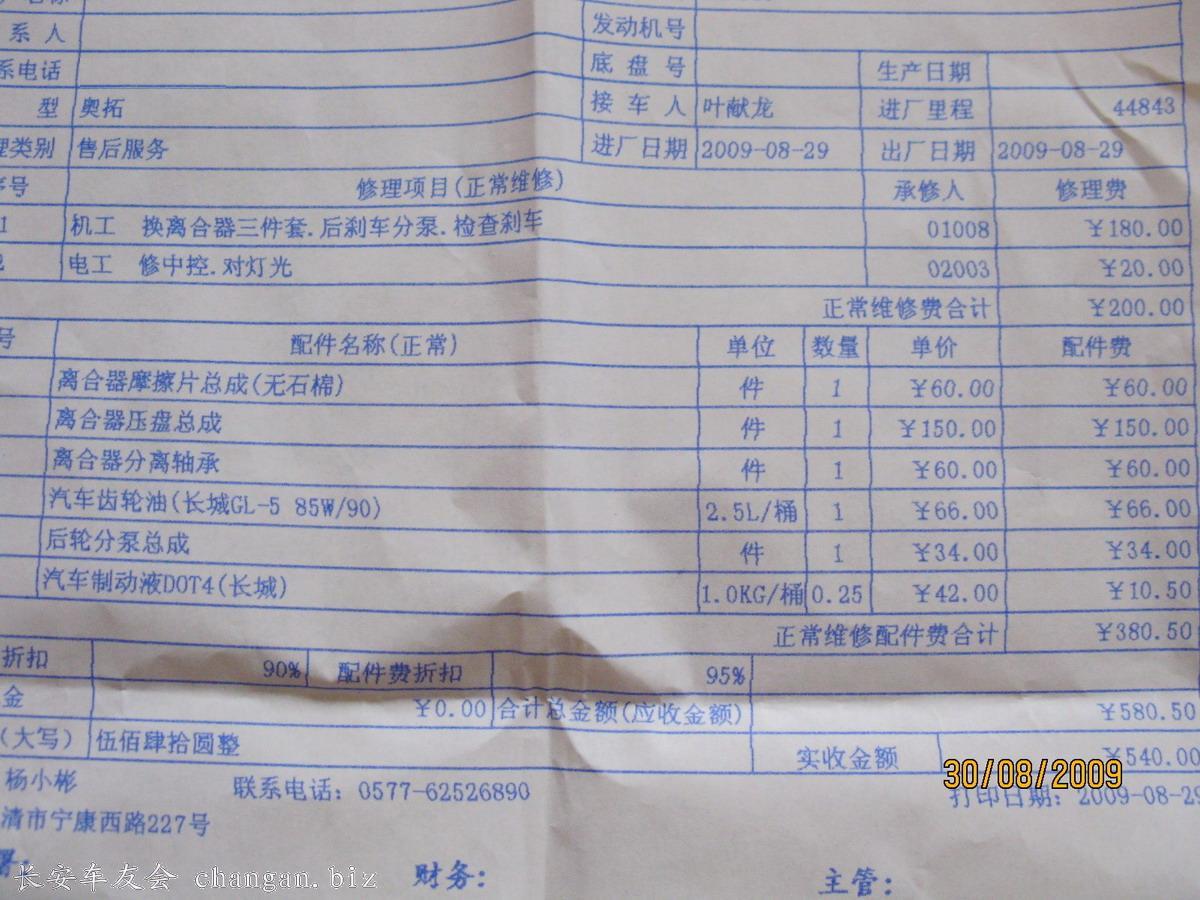 系人 发动机号
系电话 底盘号 生产日期
型 奥拓 接车人 叶献龙 进厂里程 44843
理类别 售后服务 进厂日期 2009-08-29 出厂日期 2009-08-29
序号 修理项目(正常维修) 承修人 修理费
1 机工 换离合器三件套.后刹车分泵.检查刹车 01008 ¥180.00
2 电工 修中控.对灯光 02003 ¥20.00
正常维修费合计 ¥200.00
号 配件名称(正常) 单位 数量 单价 配件费
离合器摩擦片总成(无石棉) 件 1 ¥60.00 ¥60.00
离合器压盘总成 件 1 ¥150.00 ¥150.00
离合器分离轴承 件 1 ¥60.00 ¥60.00
汽车齿轮油(长城GL-5 85W/90) 2.5L/桶 1 ¥66.00 ¥66.00
后轮分泵总成 件 1 ¥34.00 ¥34.00
汽车制动液DOT4(长城) 1.0KG/桶 0.25 ¥42.00 ¥10.50
正常维修配件费合计 ¥380.50
折扣 90% 配件费折扣 95%
金 ¥0.00 合计总金额(应收金额) ¥580.50
(大写) 伍佰肆拾圆整 实收金额 ¥540.00
杨小彬 联系电话: 0577-62526890 打印日期: 2009-08-29
30/08/2009
清市宁康西路227号
署: 财务: 主管:
长安车友会 changan.biz